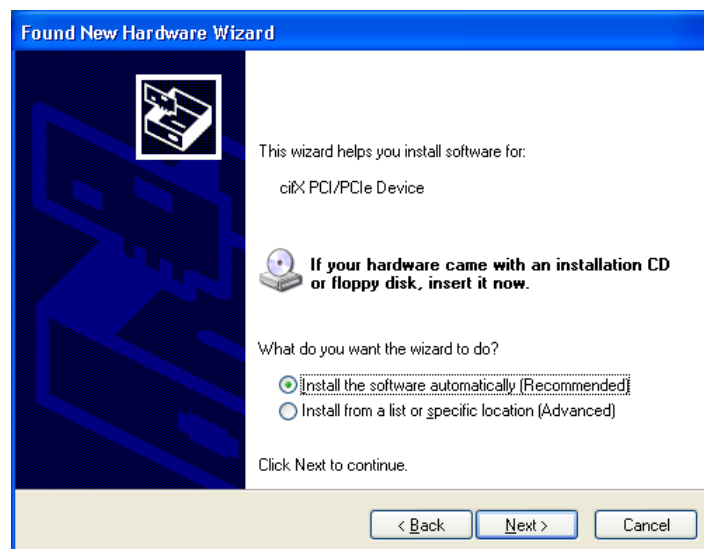 Found New Hardware Wizard
This wizard helps you install software for:
cifX PCI/PCIe Device
If your hardware came with an installation CD
or floppy disk, insert it now.
What do you want the wizard to do?
Install the software automatically (Recommended)
Install from a list or specific location (Advanced)
Click Next to continue.
< Back Next > Cancel